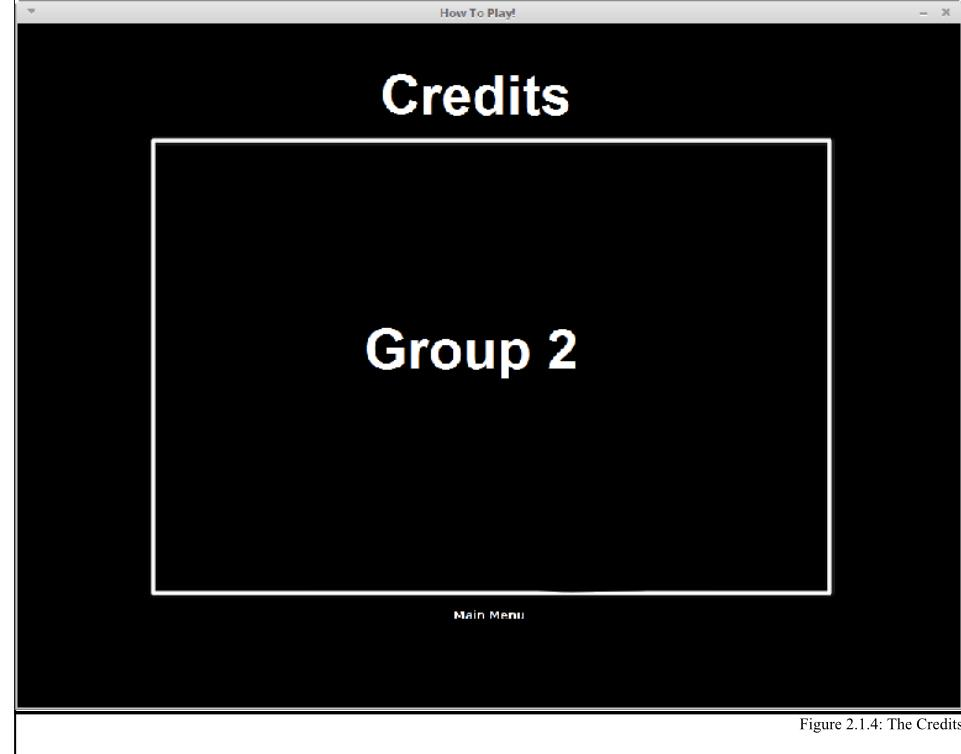 How To Play!
Credits
Group 2
Main Menu
Figure 2.1.4: The Credits